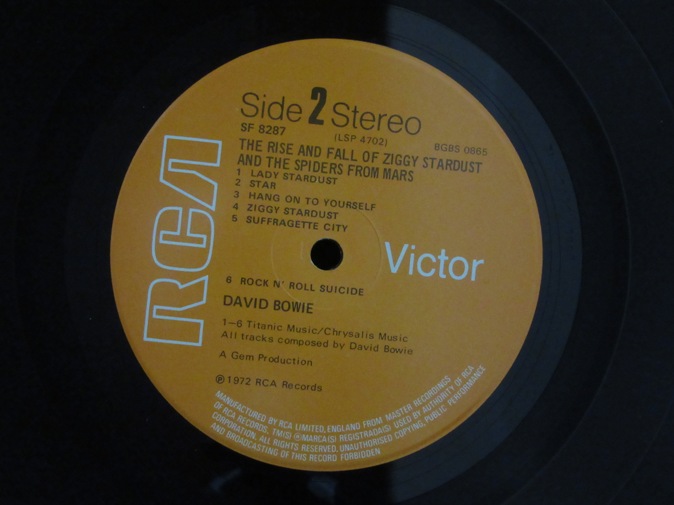 Side 2 Stereo
SF 8287
(LSP 4702)
BGBS 0865
THE RISE AND FALL OF ZIGGY STARDUST
AND THE SPIDERS FROM MARS
1 LADY STARDUST
2 STAR
3 HANG ON TO YOURSELF
4 ZIGGY STARDUST
5 SUFFRAGETTE CITY
RCA
Victor
6 ROCK N' ROLL SUICIDE
DAVID BOWIE
1–6 Titanic Music/Chrysalis Music
All tracks composed by David Bowie
A Gem Production
℗1972 RCA Records
MANUFACTURED BY RCA LIMITED, ENGLAND FROM MASTER RECORDINGS
OF RCA RECORDS. TM(S) ®MARCA(S) REGISTRADA(S) USED BY AUTHORITY OF RCA
CORPORATION. ALL RIGHTS RESERVED. UNAUTHORISED COPYING, PUBLIC PERFORMANCE
AND BROADCASTING OF THIS RECORD FORBIDDEN